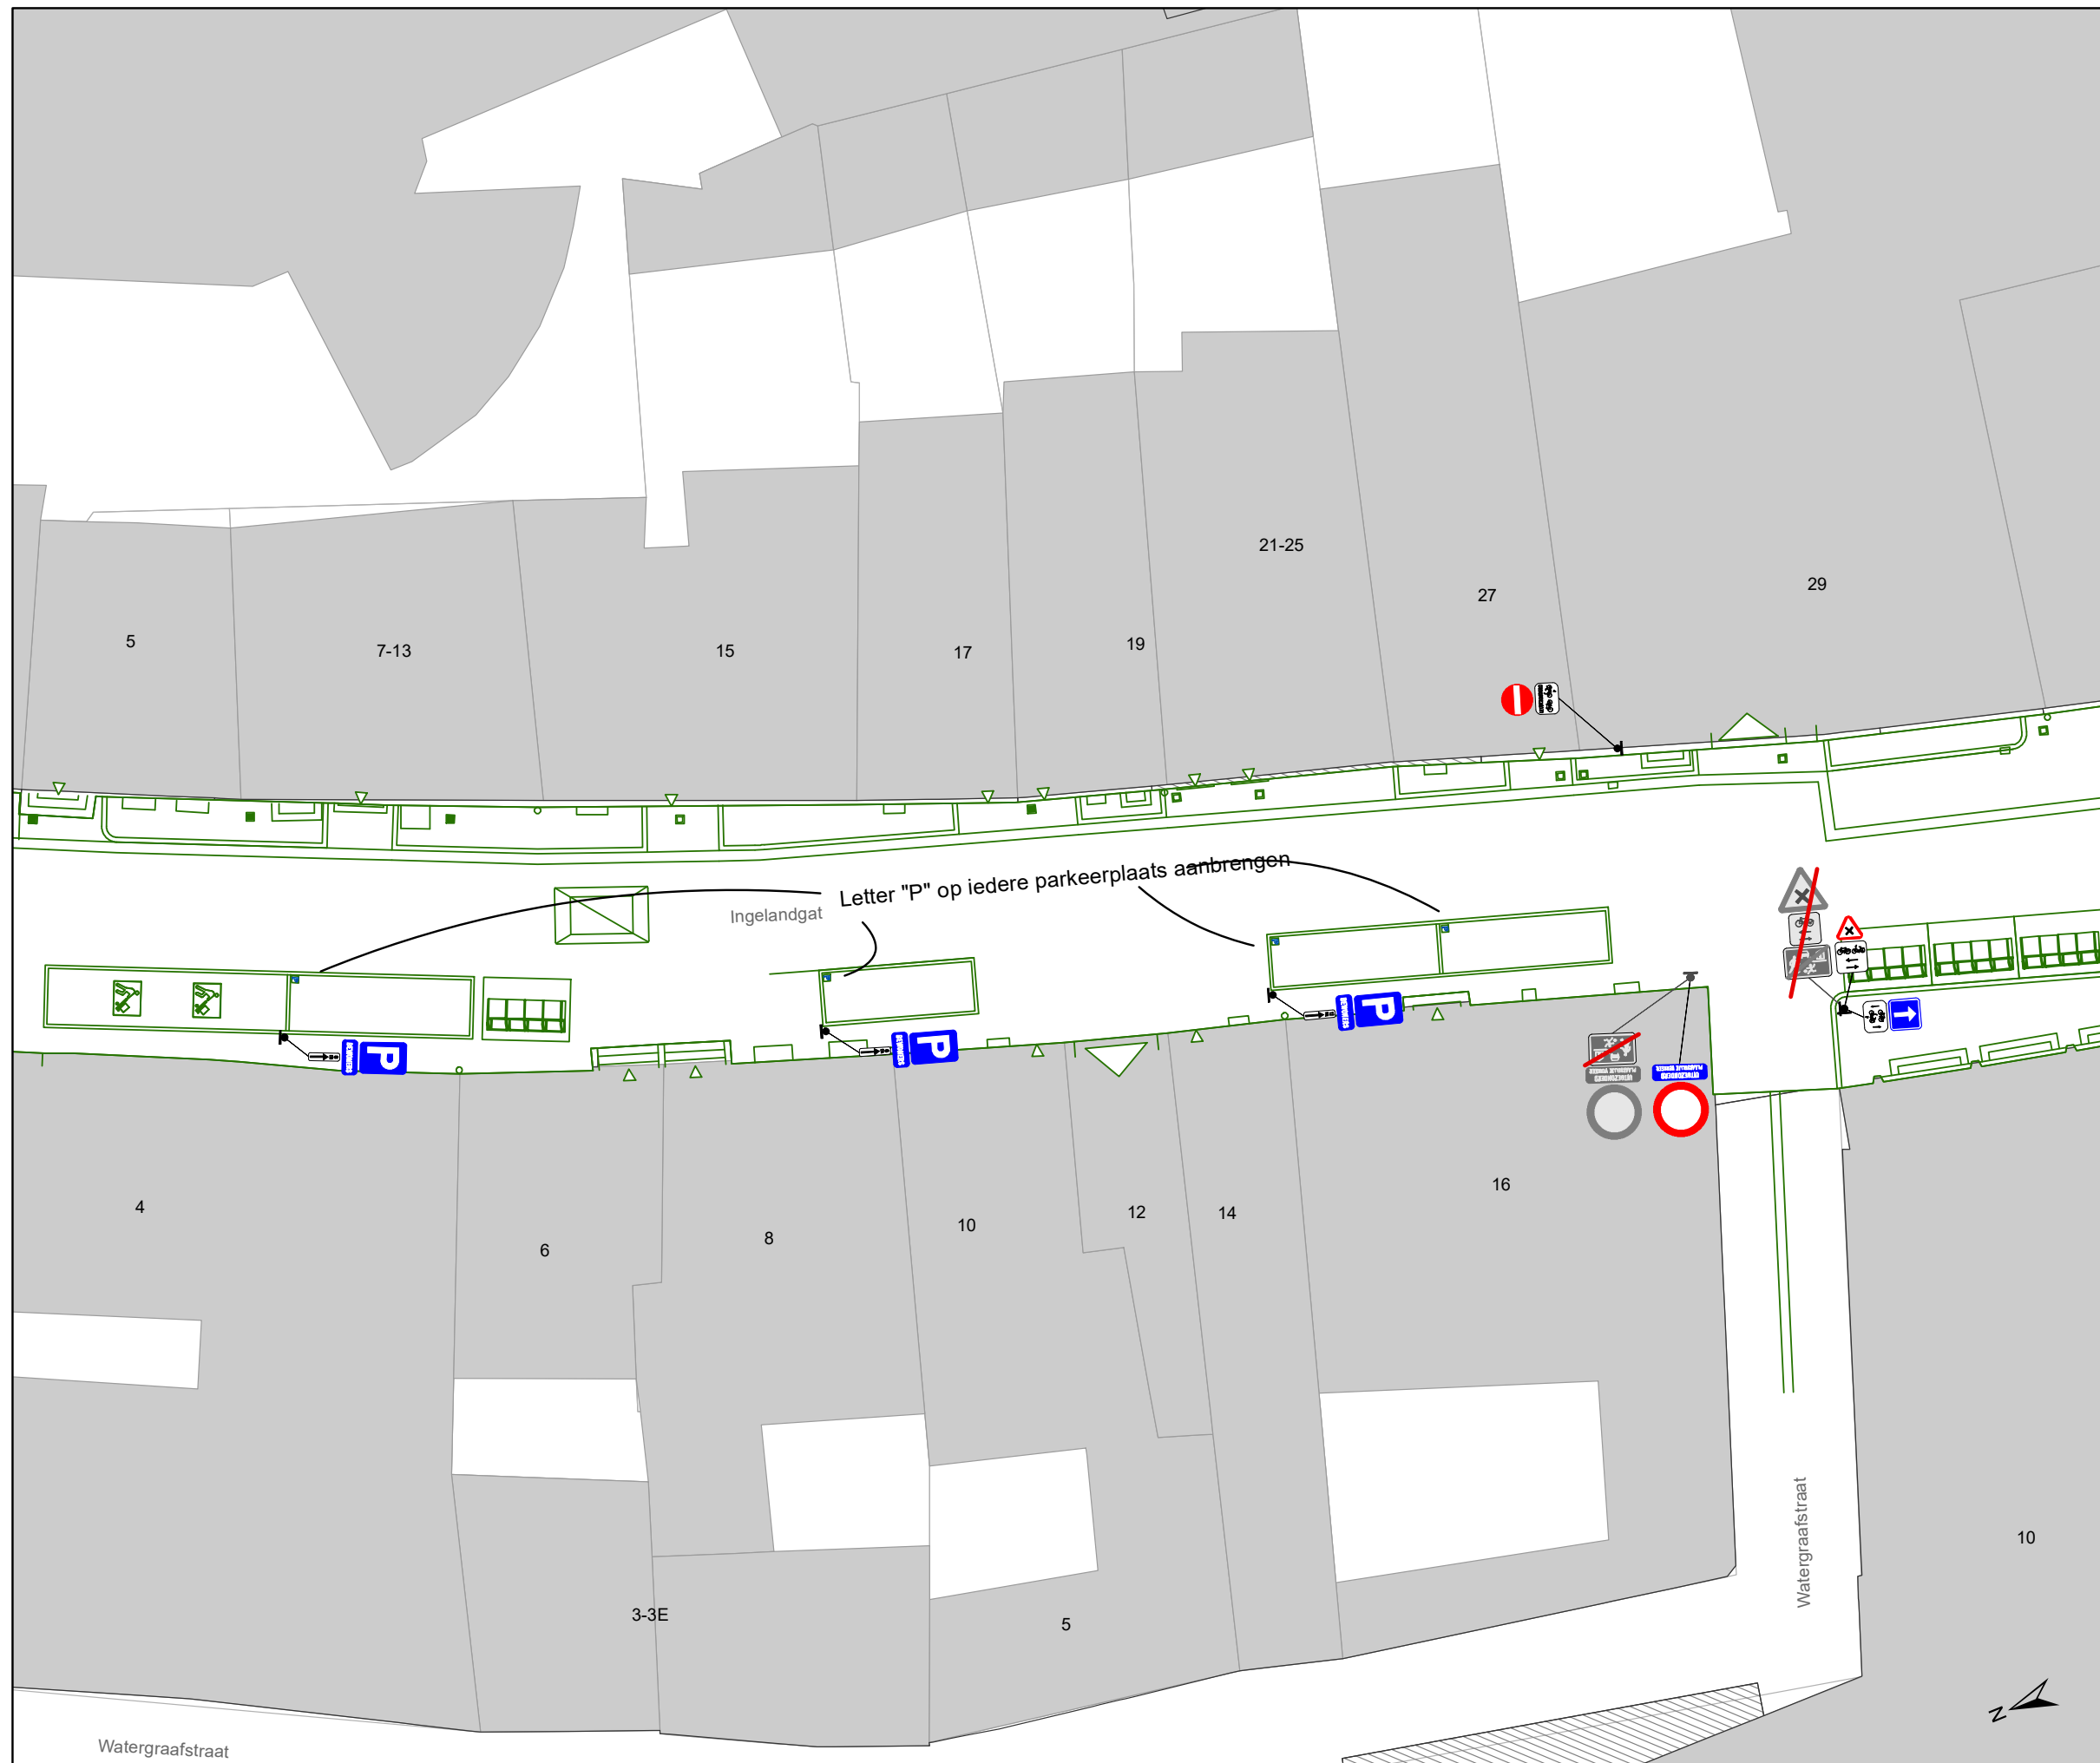 21-25
29
27
5
7-13
15
17
19
Letter "P" op iedere parkeerplaats aanbrengen
Ingelandgat
P
P
P
4
6
8
10
12
14
16
Watergraafstraat
10
3-3E
5
N
Watergraafstraat